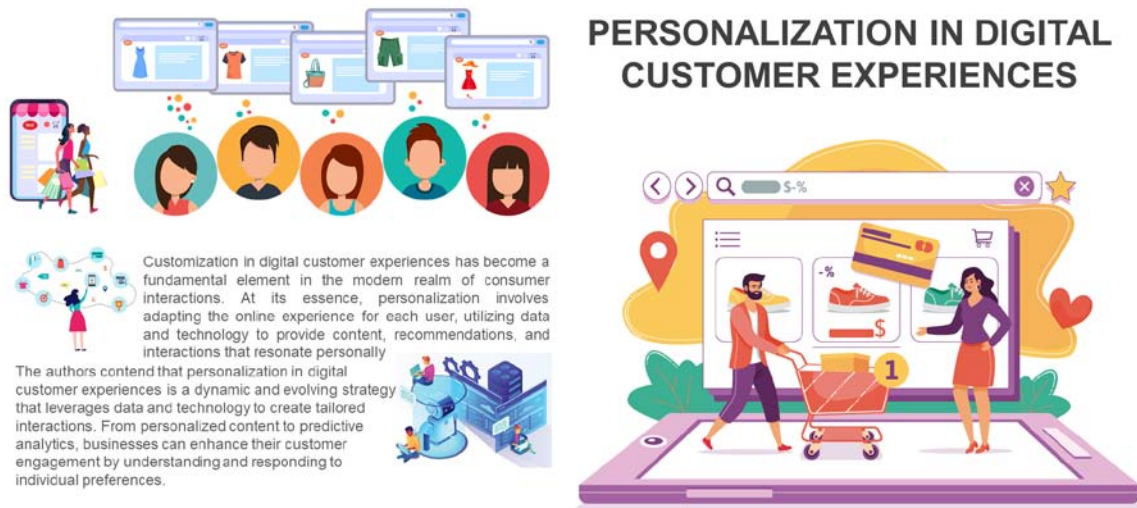 PERSONALIZATION IN DIGITAL
CUSTOMER EXPERIENCES
$-%
-%
$
1
Customization in digital customer experiences has become a
fundamental element in the modern realm of consumer
interactions. At its essence, personalization involves
adapting the online experience for each user, utilizing data
and technology to provide content, recommendations, and
interactions that resonate personally
The authors contend that personalization in digital
customer experiences is a dynamic and evolving strategy
that leverages data and technology to create tailored
interactions. From personalized content to predictive
analytics, businesses can enhance their customer
engagement by understanding and responding to
individual preferences.